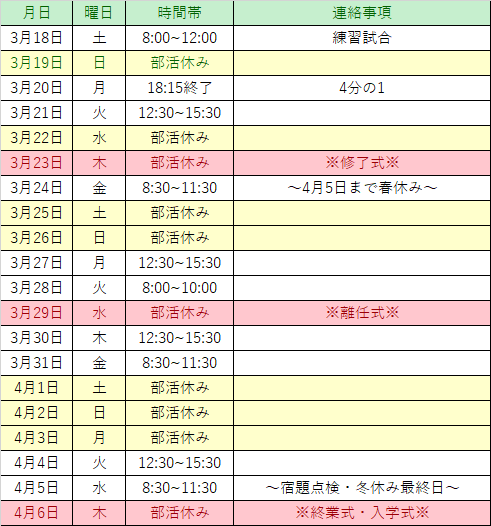 月日 曜日 時間帯 連絡事項
3月18日 土 8:00~12:00 練習試合
3月19日 日 部活休み
3月20日 月 18:15終了 4分の1
3月21日 火 12:30~15:30
3月22日 水 部活休み
3月23日 木 部活休み ※修了式※
3月24日 金 8:30~11:30 ～4月5日まで春休み～
3月25日 土 部活休み
3月26日 日 部活休み
3月27日 月 12:30~15:30
3月28日 火 8:00~10:00
3月29日 水 部活休み ※離任式※
3月30日 木 12:30~15:30
3月31日 金 8:30~11:30
4月1日 土 部活休み
4月2日 日 部活休み
4月3日 月 部活休み
4月4日 火 12:30~15:30
4月5日 水 8:30~11:30 ～宿題点検・冬休み最終日～
4月6日 木 部活休み ※終業式・入学式※